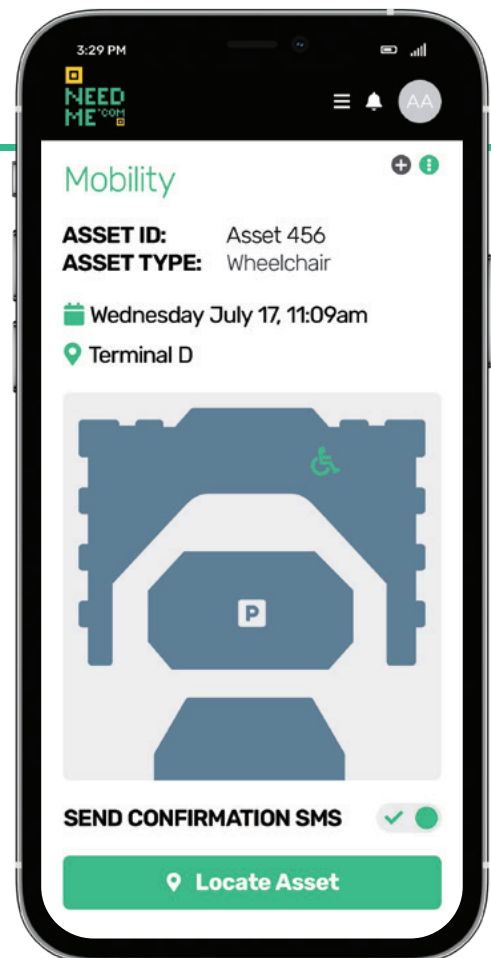 3:29 PM
NEED
ME.COM
AA
Mobility
ASSET ID: Asset 456
ASSET TYPE: Wheelchair
Wednesday July 17, 11:09am
Terminal D
P
SEND CONFIRMATION SMS
Locate Asset